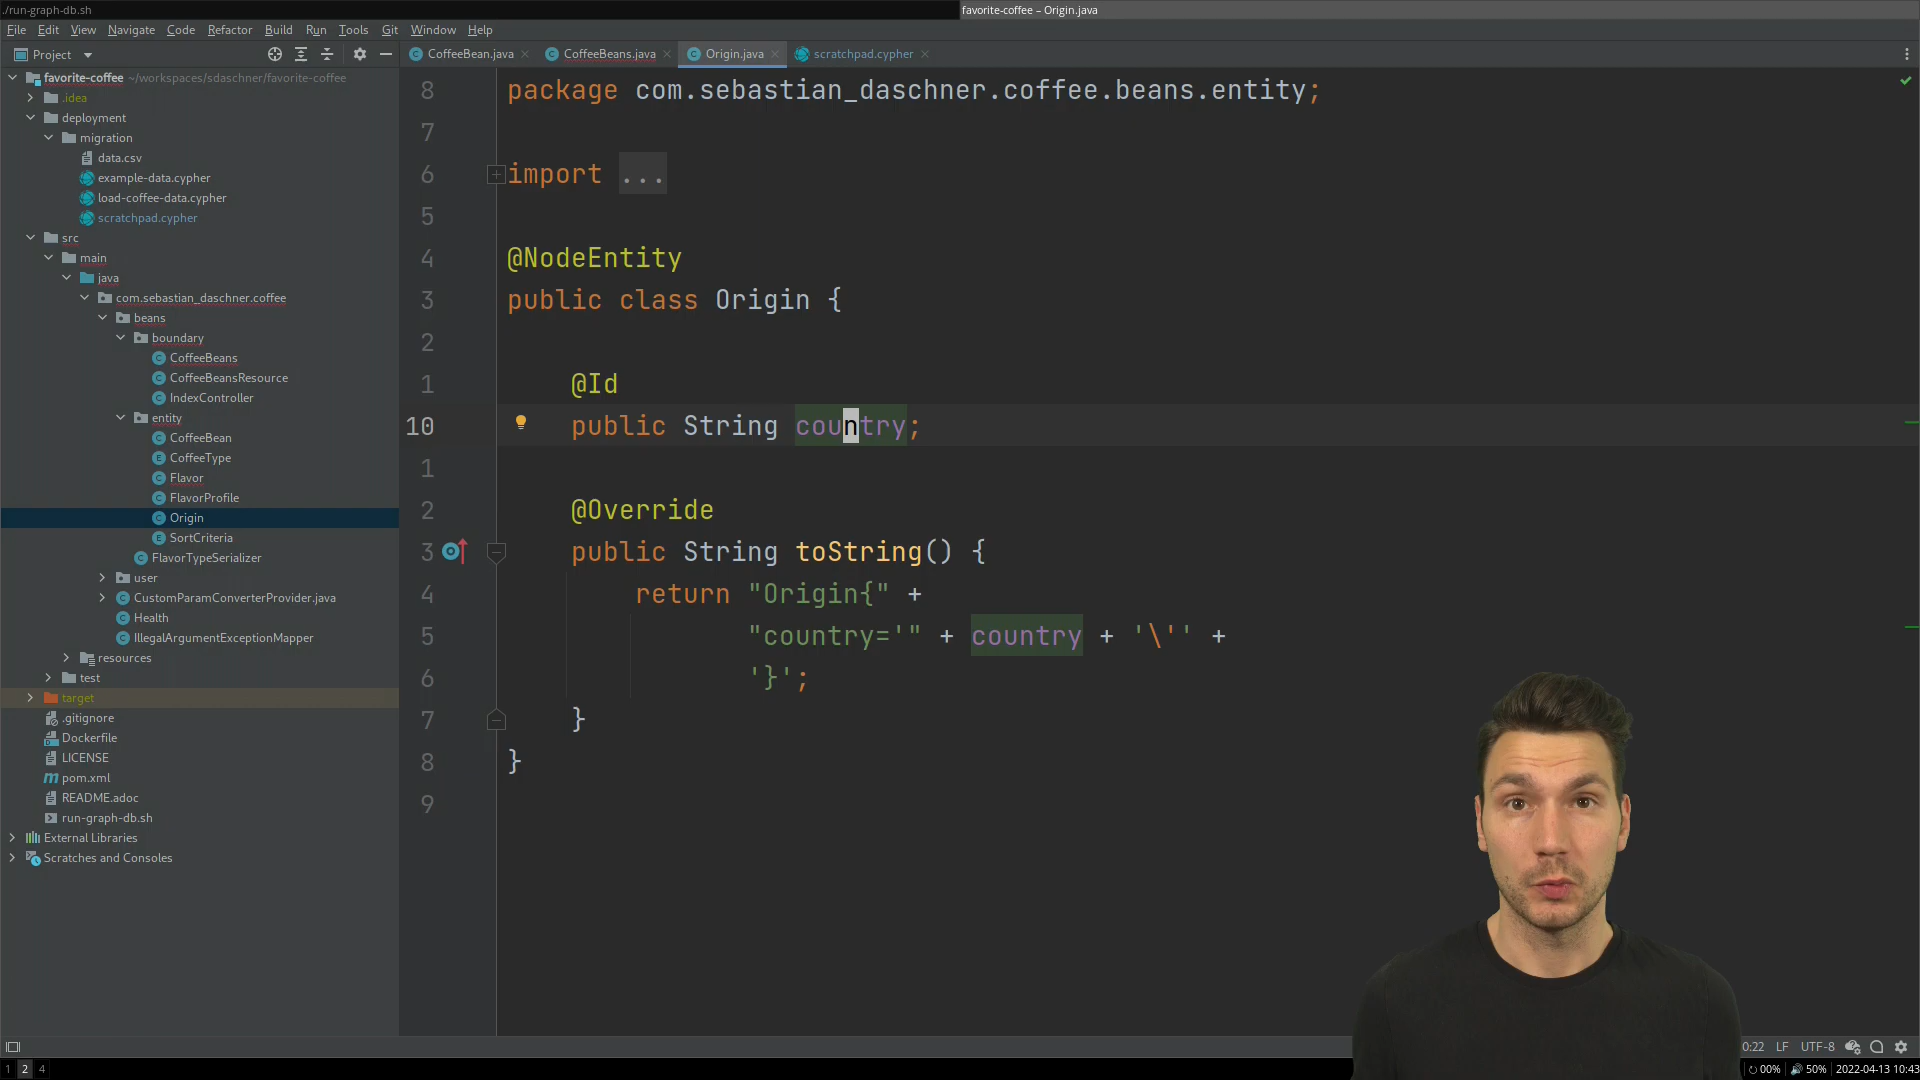 ./run-graph-db.sh
favorite-coffee – Origin.java
File Edit View Navigate Code Refactor Build Run Tools Git Window Help
Project
CoffeeBean.java
CoffeeBeans.java
Origin.java
scratchpad.cypher
favorite-coffee ~/workspaces/sdaschner/favorite-coffee
.idea
deployment
migration
data.csv
example-data.cypher
load-coffee-data.cypher
scratchpad.cypher
src
main
java
com.sebastian_daschner.coffee
beans
boundary
CoffeeBeans
CoffeeBeansResource
IndexController
entity
CoffeeBean
CoffeeType
Flavor
FlavorProfile
Origin
SortCriteria
FlavorTypeSerializer
user
CustomParamConverterProvider.java
Health
IllegalArgumentExceptionMapper
resources
test
target
.gitignore
Dockerfile
LICENSE
pom.xml
README.adoc
run-graph-db.sh
External Libraries
Scratches and Consoles
8 package com.sebastian_daschner.coffee.beans.entity;
7
6 import ...
5
4 @NodeEntity
3 public class Origin {
2
1 @Id
10 public String country;
1
2 @Override
3 public String toString() {
4 return "Origin{" +
5 "country='" + country + '\'' +
6 '}';
7 }
8 }
9
0:22 LF UTF-8
1 2 4
00% 50% 2022-04-13 10:43